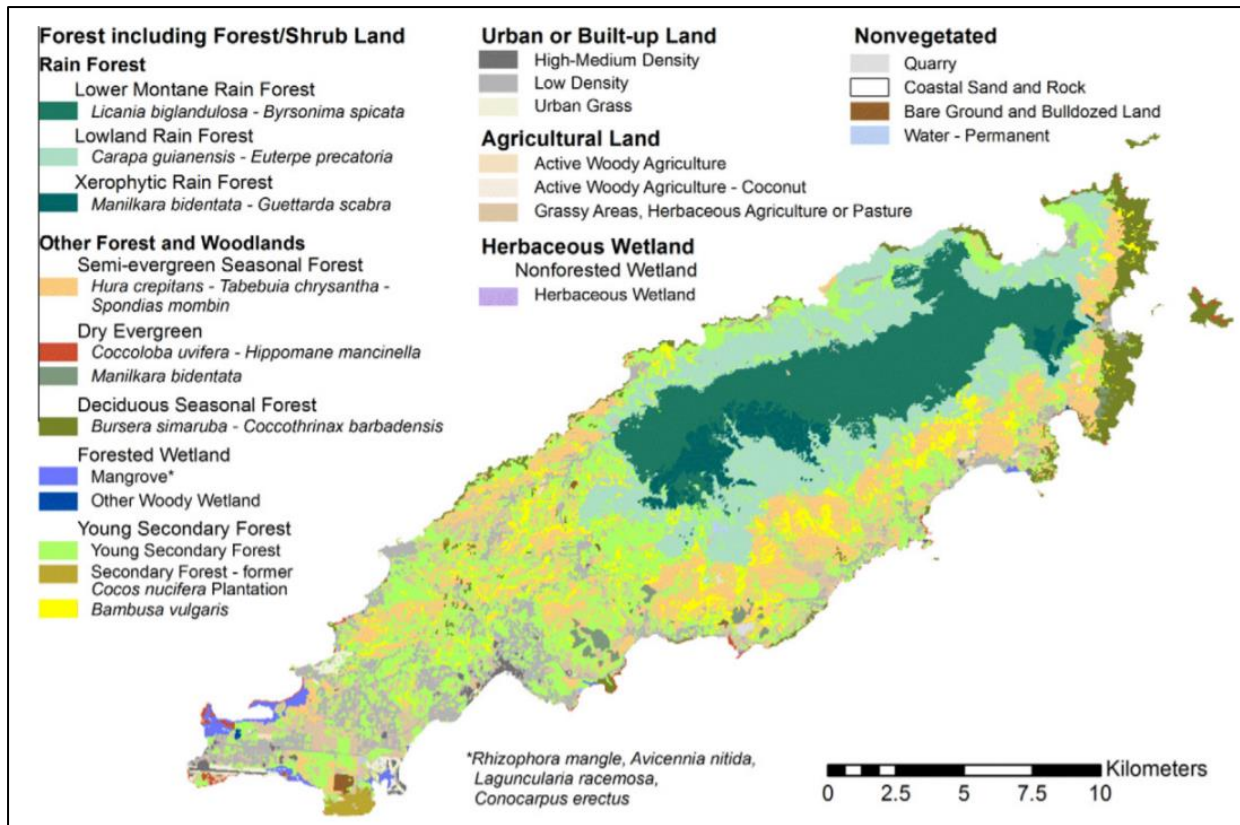 Forest including Forest/Shrub Land
Rain Forest
Lower Montane Rain Forest
Licania biglandulosa - Byrsonima spicata
Lowland Rain Forest
Carapa guianensis - Euterpe precatoria
Xerophytic Rain Forest
Manilkara bidentata - Guettarda scabra
Other Forest and Woodlands
Semi-evergreen Seasonal Forest
Hura crepitans - Tabebuia chrysantha -
Spondias mombin
Dry Evergreen
Coccoloba uvifera - Hippomane mancinella
Manilkara bidentata
Deciduous Seasonal Forest
Bursera simaruba - Coccothrinax barbadensis
Forested Wetland
Mangrove*
Other Woody Wetland
Young Secondary Forest
Young Secondary Forest
Secondary Forest - former
Cocos nucifera Plantation
Bambusa vulgaris
Urban or Built-up Land
High-Medium Density
Low Density
Urban Grass
Agricultural Land
Active Woody Agriculture
Active Woody Agriculture - Coconut
Grassy Areas, Herbaceous Agriculture or Pasture
Herbaceous Wetland
Nonforested Wetland
Herbaceous Wetland
Nonvegetated
Quarry
Coastal Sand and Rock
Bare Ground and Bulldozed Land
Water - Permanent
*Rhizophora mangle, Avicennia nitida,
Laguncularia racemosa,
Conocarpus erectus
Kilometers
0 2.5 5 7.5 10